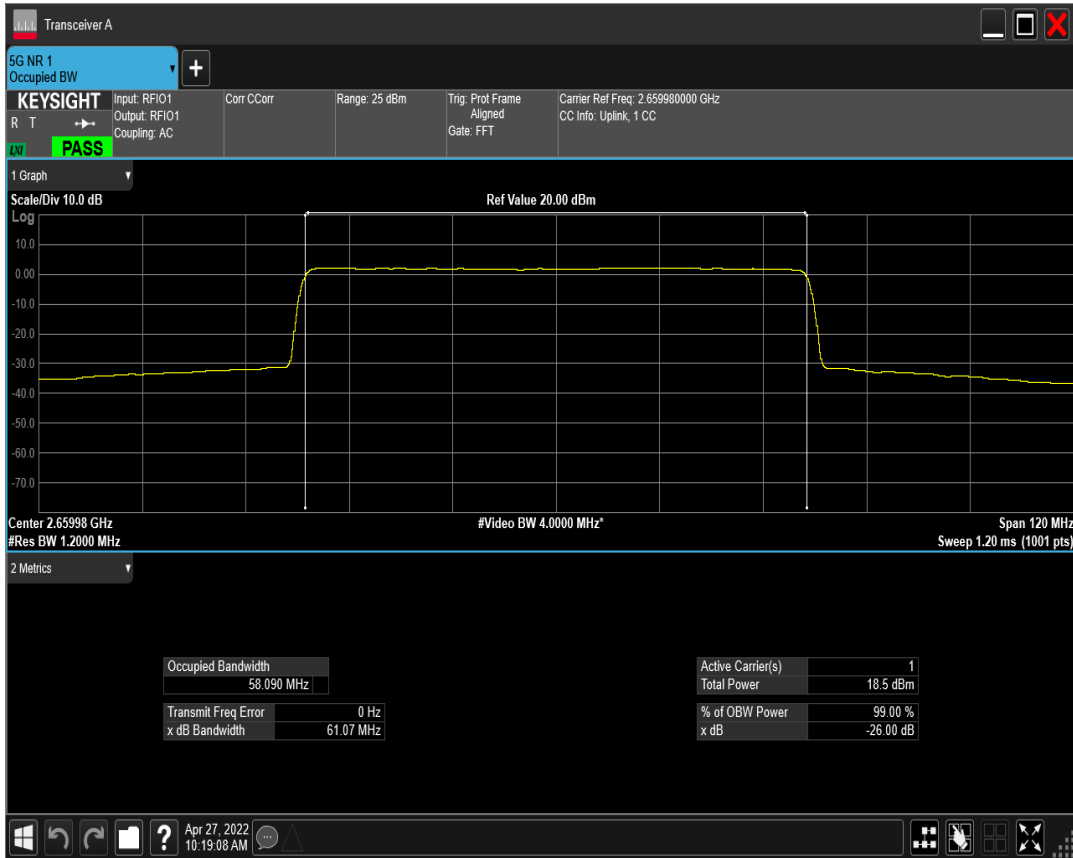 Transceiver A
5G NR 1
Occupied BW
+
KEYSIGHT
R T
LXI
PASS
Input: RFIO1
Output: RFIO1
Coupling: AC
Corr CCorr
Range: 25 dBm
Trig: Prot Frame
Aligned
Gate: FFT
Carrier Ref Freq: 2.659980000 GHz
CC Info: Uplink, 1 CC
1 Graph
Scale/Div 10.0 dB
Ref Value 20.00 dBm
Log
10.0
0.00
-10.0
-20.0
-30.0
-40.0
-50.0
-60.0
-70.0
Center 2.65998 GHz
#Video BW 4.0000 MHz*
Span 120 MHz
#Res BW 1.2000 MHz
Sweep 1.20 ms (1001 pts)
2 Metrics
Occupied Bandwidth
58.090 MHz
Transmit Freq Error 0 Hz
x dB Bandwidth 61.07 MHz
Active Carrier(s) 1
Total Power 18.5 dBm
% of OBW Power 99.00 %
x dB -26.00 dB
?
Apr 27, 2022
10:19:08 AM